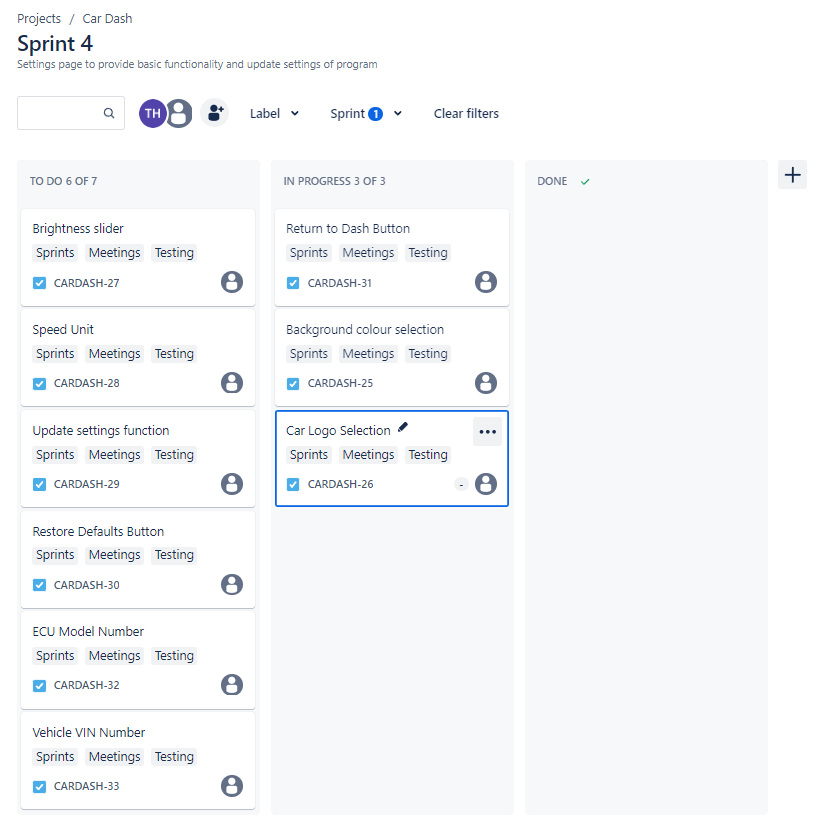 Projects / Car Dash
Sprint 4
Settings page to provide basic functionality and update settings of program
TH
Label
Sprint 1
Clear filters
TO DO 6 OF 7
Brightness slider
Sprints Meetings Testing
CARDASH-27
Speed Unit
Sprints Meetings Testing
CARDASH-28
Update settings function
Sprints Meetings Testing
CARDASH-29
Restore Defaults Button
Sprints Meetings Testing
CARDASH-30
ECU Model Number
Sprints Meetings Testing
CARDASH-32
Vehicle VIN Number
Sprints Meetings Testing
CARDASH-33
IN PROGRESS 3 OF 3
Return to Dash Button
Sprints Meetings Testing
CARDASH-31
Background colour selection
Sprints Meetings Testing
CARDASH-25
Car Logo Selection
Sprints Meetings Testing
CARDASH-26 -
DONE